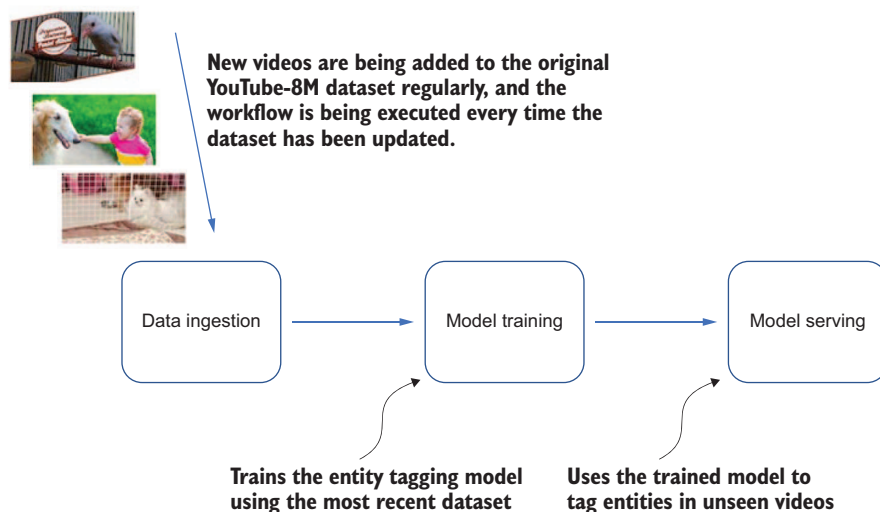 New videos are being added to the original
YouTube-8M dataset regularly, and the
workflow is being executed every time the
dataset has been updated.
Data ingestion
Model training
Model serving
Trains the entity tagging model
using the most recent dataset
Uses the trained model to
tag entities in unseen videos